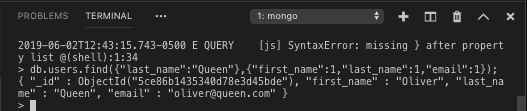 PROBLEMS TERMINAL ... 1: mongo
2019-06-02T12:43:15.743-0500 E QUERY    [js] SyntaxError: missing } after propert
y list @(shell):1:34
> db.users.find({"last_name":"Queen"},{"first_name":1,"last_name":1,"email":1});
{ "_id" : ObjectId("5ce86b1435340d78e3d45bde"), "first_name" : "Oliver", "last_na
me" : "Queen", "email" : "oliver@queen.com" }
>